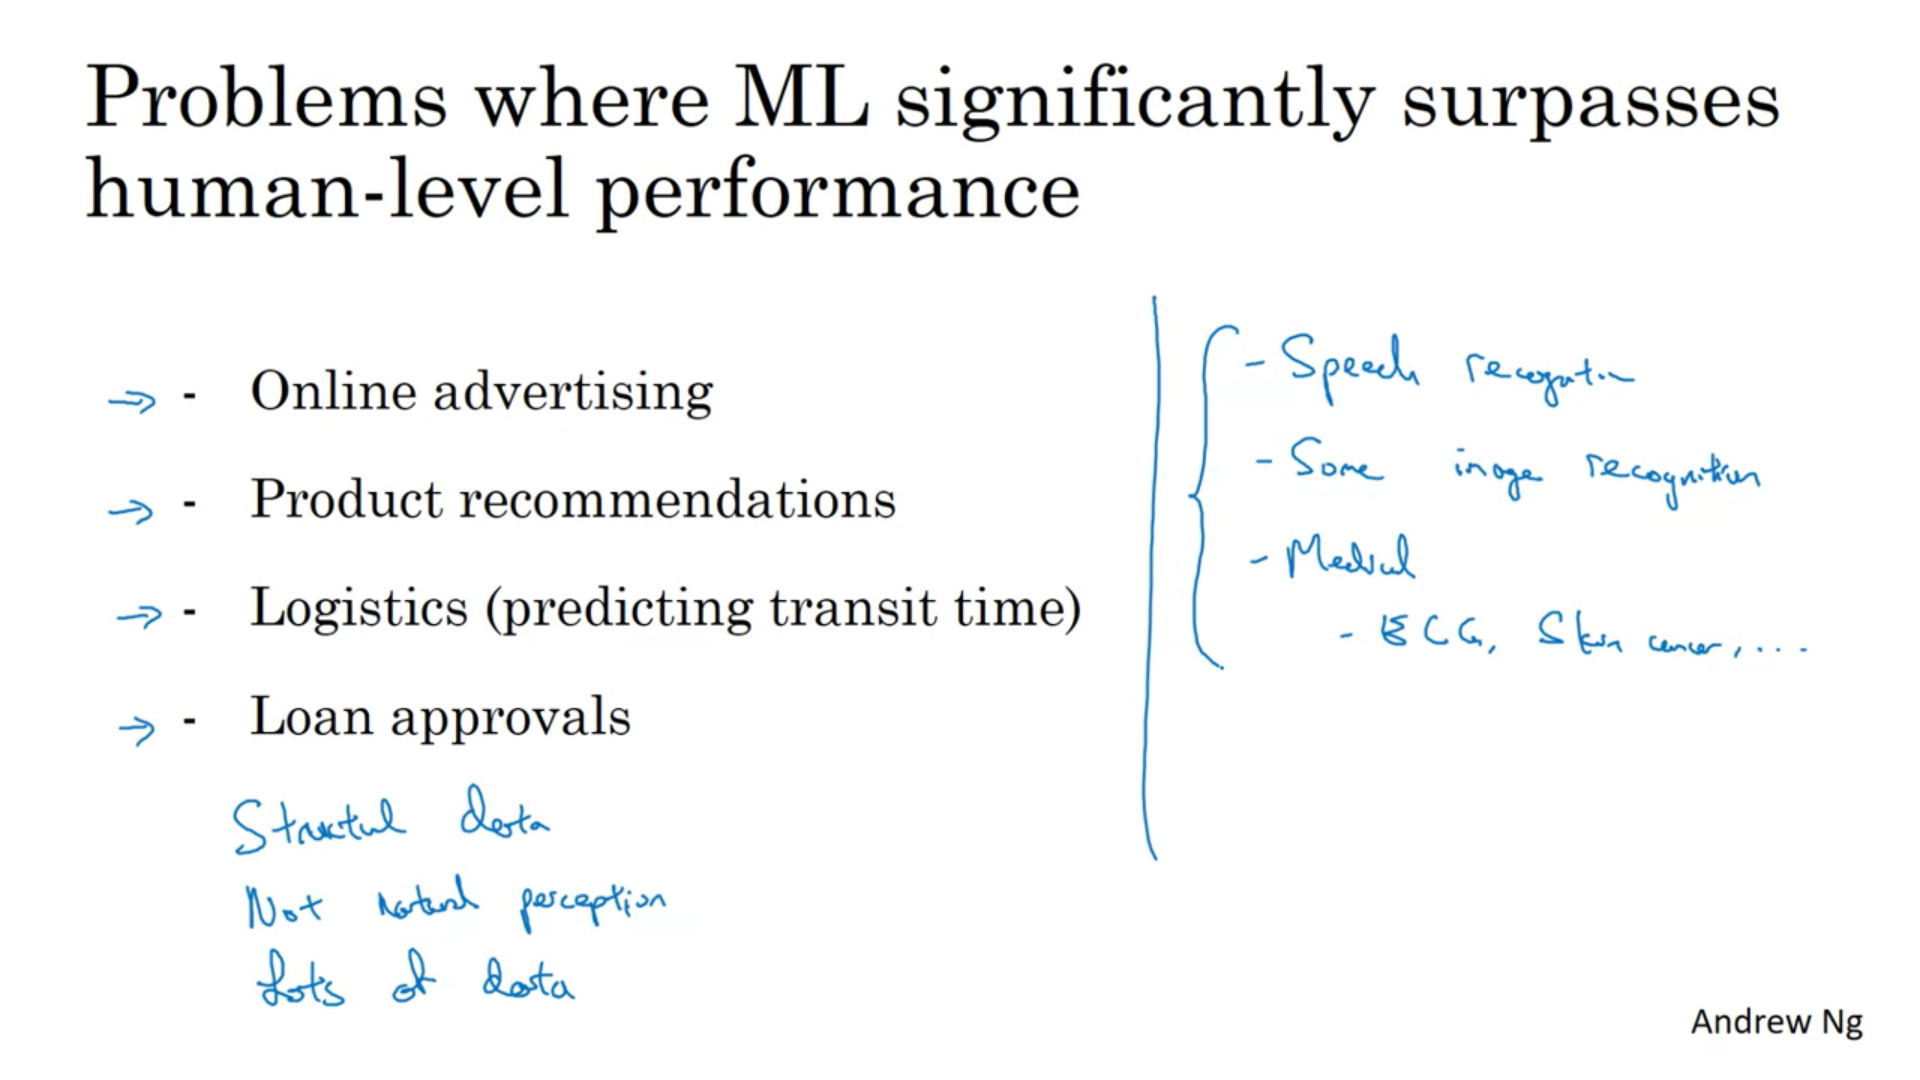 Problems where ML significantly surpasses
human-level performance
- Online advertising
- Product recommendations
- Logistics (predicting transit time)
- Loan approvals
Structured data
Not natural perception
Lots of data
- Speech recognition
- Some image recognition
- Medical
- ECG, Skin cancer, ....
Andrew Ng